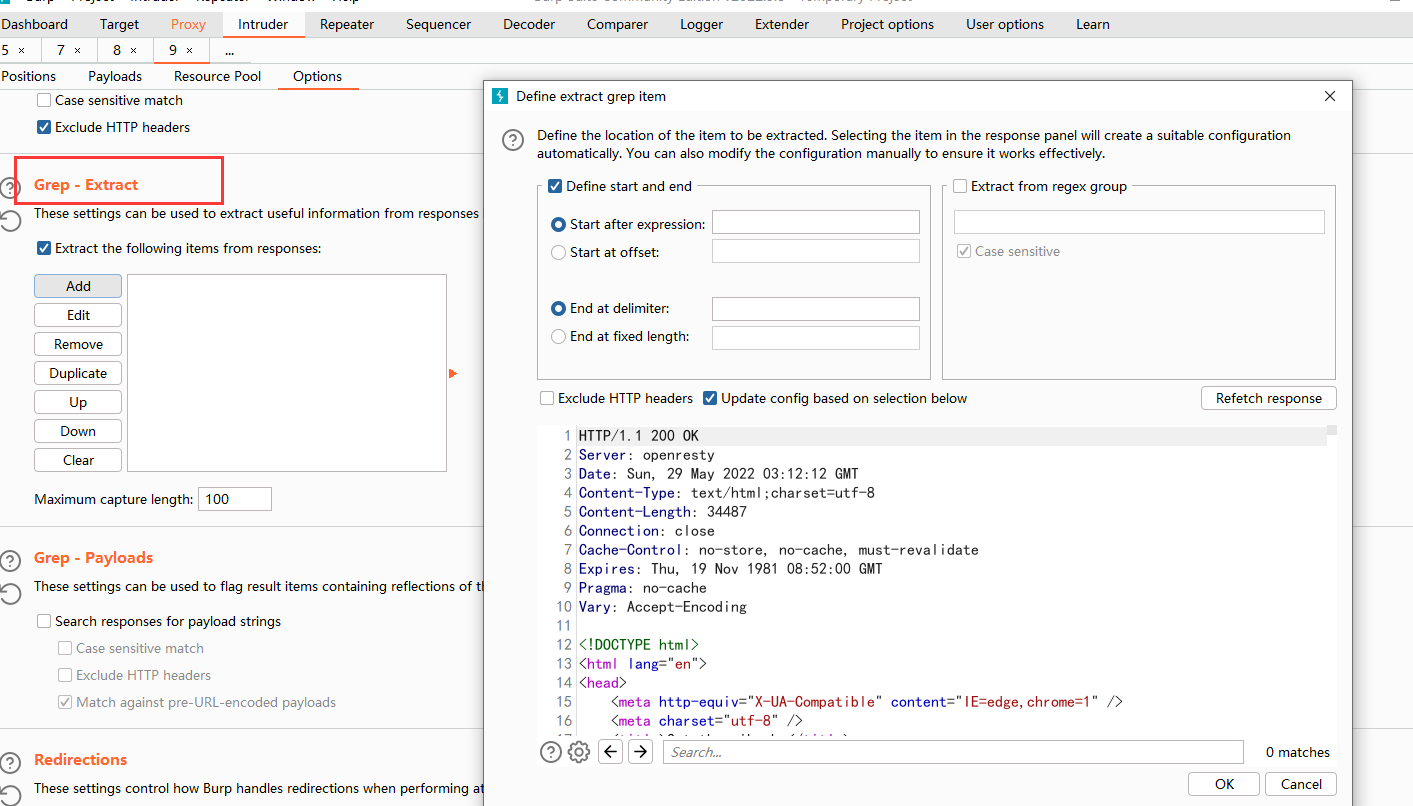 Dashboard Target Proxy Intruder Repeater Sequencer Decoder Comparer Logger Extender Project options User options Learn
5 × 7 × 8 × 9 × ...
Positions Payloads Resource Pool Options
Case sensitive match
Exclude HTTP headers
Grep - Extract
These settings can be used to extract useful information from responses
Extract the following items from responses:
Add
Edit
Remove
Duplicate
Up
Down
Clear
Maximum capture length: 100
Grep - Payloads
These settings can be used to flag result items containing reflections of
Search responses for payload strings
Case sensitive match
Exclude HTTP headers
Match against pre-URL-encoded payloads
Redirections
These settings control how Burp handles redirections when performing
Define extract grep item
Define the location of the item to be extracted. Selecting the item in the response panel will create a suitable configuration
automatically. You can also modify the configuration manually to ensure it works effectively.
Define start and end
Start after expression:
Start at offset:
End at delimiter:
End at fixed length:
Extract from regex group
Case sensitive
Exclude HTTP headers Update config based on selection below Refetch response
1 HTTP/1.1 200 OK
2 Server: openresty
3 Date: Sun, 29 May 2022 03:12:12 GMT
4 Content-Type: text/html;charset=utf-8
5 Content-Length: 34487
6 Connection: close
7 Cache-Control: no-store, no-cache, must-revalidate
8 Expires: Thu, 19 Nov 1981 08:52:00 GMT
9 Pragma: no-cache
10 Vary: Accept-Encoding
11
12 <!DOCTYPE html>
13 <html lang="en">
14 <head>
15 <meta http-equiv="X-UA-Compatible" content="IE=edge,chrome=1" />
16 <meta charset="utf-8" />
Search... 0 matches
OK Cancel